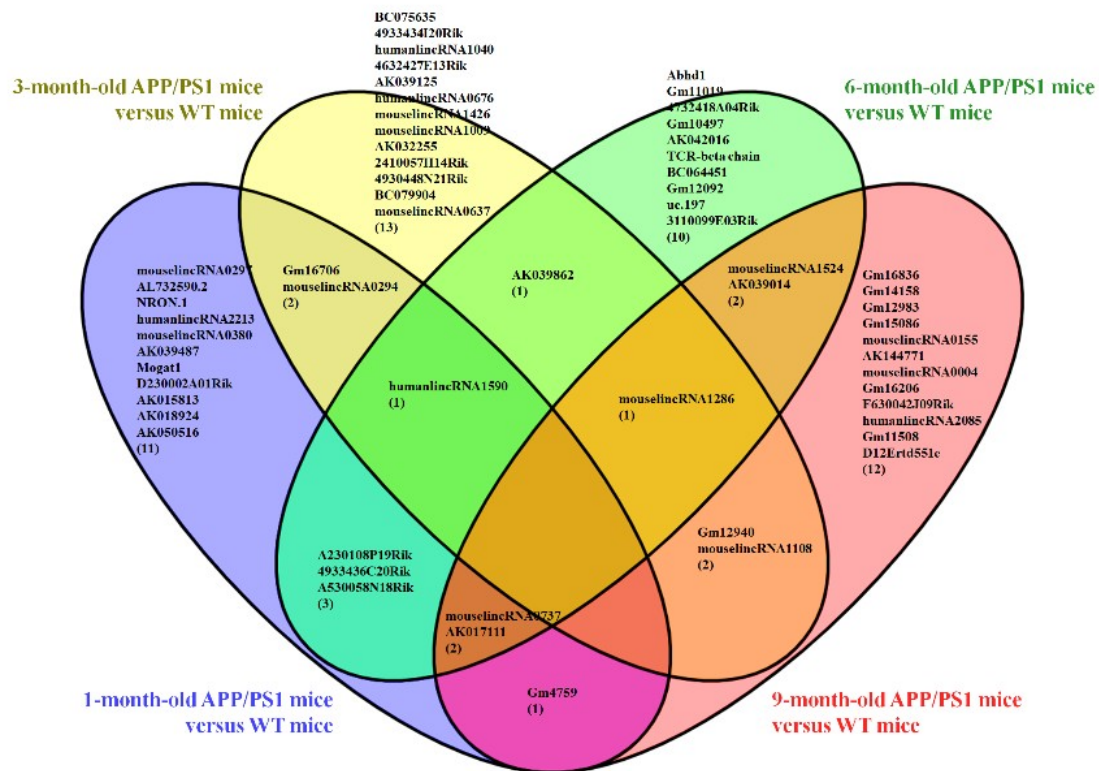 BC075635
4933434I20Rik
humanlincRNA1040
4632427E13Rik
AK039125
humanlincRNA0676
mouselincRNA1426
mouselincRNA1009
AK032255
2410057H14Rik
4930448N21Rik
BC079904
mouselincRNA0637
(13)
3-month-old APP/PS1 mice
versus WT mice
Abhd1
Gm11019
4732418A04Rik
Gm10497
AK042016
TCR-beta chain
BC064451
Gm12092
uc.197
3110099E03Rik
(10)
6-month-old APP/PS1 mice
versus WT mice
mouselincRNA0297
AL732590.2
NRON.1
humanlincRNA2213
mouselincRNA0380
AK039487
Mogat1
D230002A01Rik
AK015813
AK018924
AK050516
(11)
Gm16706
mouselincRNA0294
(2)
AK039862
(1)
mouselincRNA1524
AK039014
(2)
Gm16836
Gm14158
Gm12983
Gm15086
mouselincRNA0155
AK144771
mouselincRNA0004
Gm16206
F630042J09Rik
humanlincRNA2085
Gm11508
D12Ertd551e
(12)
humanlincRNA1590
(1)
mouselincRNA1286
(1)
A230108P19Rik
4933436C20Rik
A530058N18Rik
(3)
Gm12940
mouselincRNA1108
(2)
mouselincRNA0737
AK017111
(2)
Gm4759
(1)
1-month-old APP/PS1 mice
versus WT mice
9-month-old APP/PS1 mice
versus WT mice